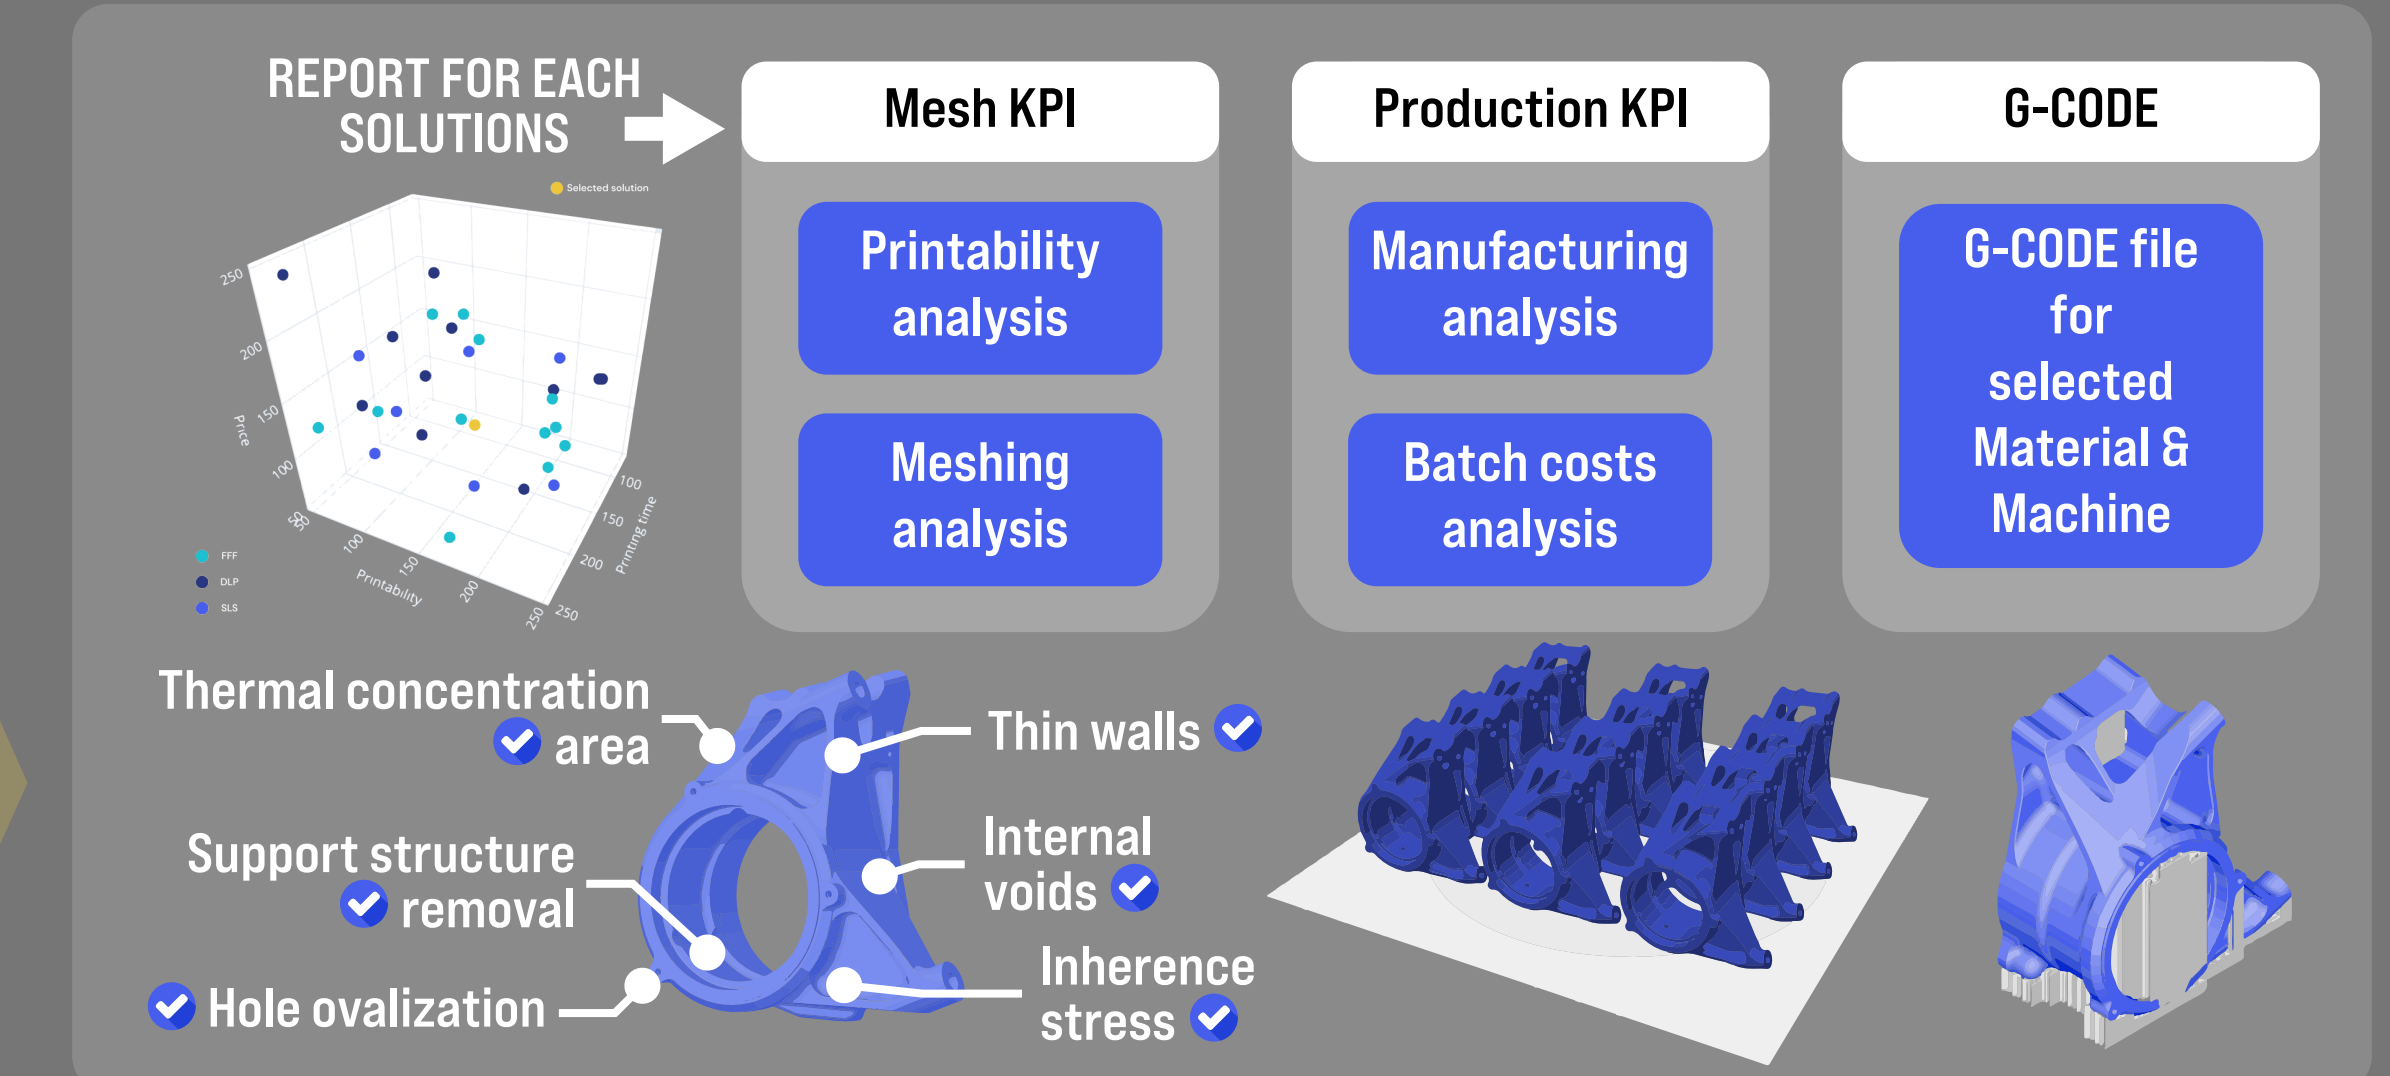 REPORT FOR EACH
SOLUTIONS
Mesh KPI
Production KPI
G-CODE
Selected solution
Printability
analysis
Meshing
analysis
Manufacturing
analysis
Batch costs
analysis
G-CODE file
for
selected
Material &
Machine
250
200
150
100
50
Price
50
100
150
200
250
Printability
100
150
200
250
Printing time
FFF
DLP
SLS
Thermal concentration
area
Support structure
removal
Hole ovalization
Thin walls
Internal
voids
Inherence
stress